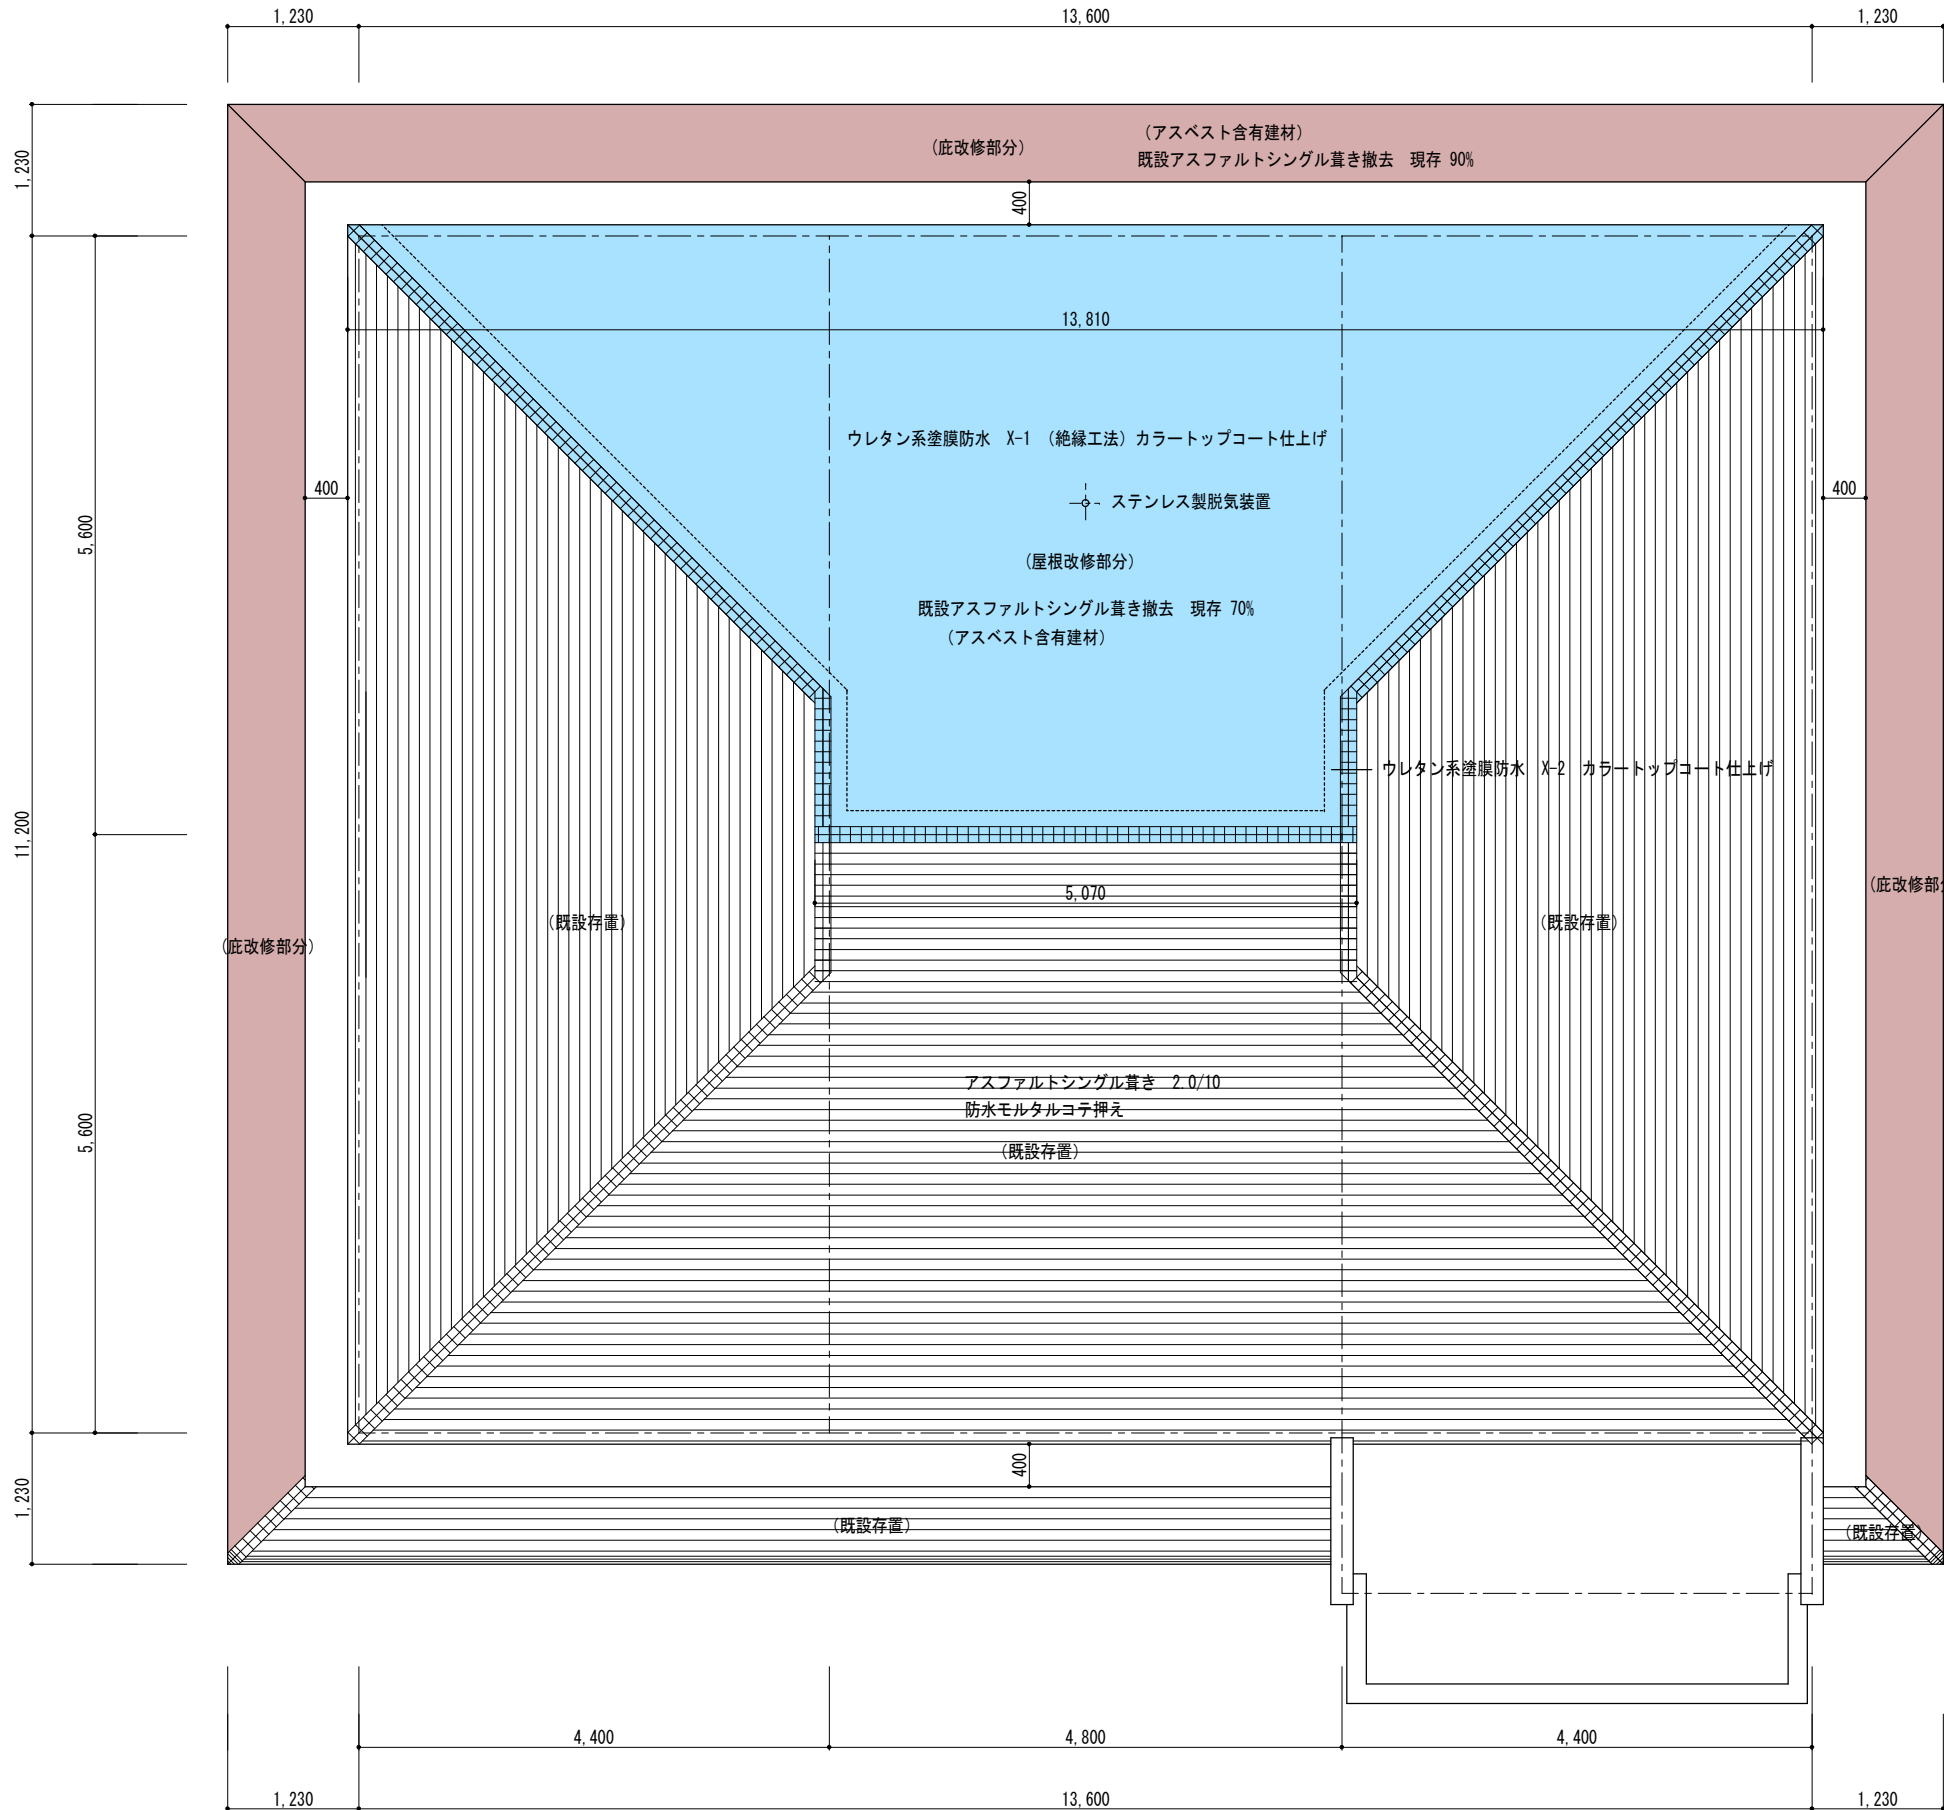 1,230
13,600
1,230
1,230
(アスベスト含有建材)
(庇改修部分)
既設アスファルトシングル葺き撤去　現存 90%
400
13,810
ウレタン系塗膜防水　X-1　(絶縁工法) カラートップコート仕上げ
400
400
ステンレス製脱気装置
5,600
(屋根改修部分)
既設アスファルトシングル葺き撤去　現存 70%
(アスベスト含有建材)
ウレタン系塗膜防水　X-2　カラートップコート仕上げ
11,200
5,070
(庇改修部分
(既設存置)
(既設存置)
(庇改修部分)
アスファルトシングル葺き　2.0/10
防水モルタルコテ押え
5,600
(既設存置)
400
1,230
(既設存置)
(既設存置)
4,400
4,800
4,400
1,230
13,600
1,230